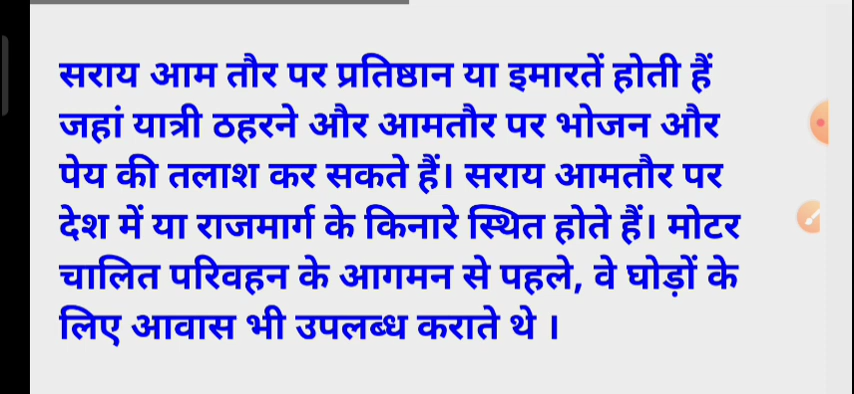 सराय आम तौर पर प्रतिष्ठान या इमारतें होती हैं
जहां यात्री ठहरने और आमतौर पर भोजन और
पेय की तलाश कर सकते हैं। सराय आमतौर पर
देश में या राजमार्ग के किनारे स्थित होते हैं। मोटर
चालित परिवहन के आगमन से पहले, वे घोड़ों के
लिए आवास भी उपलब्ध कराते थे ।